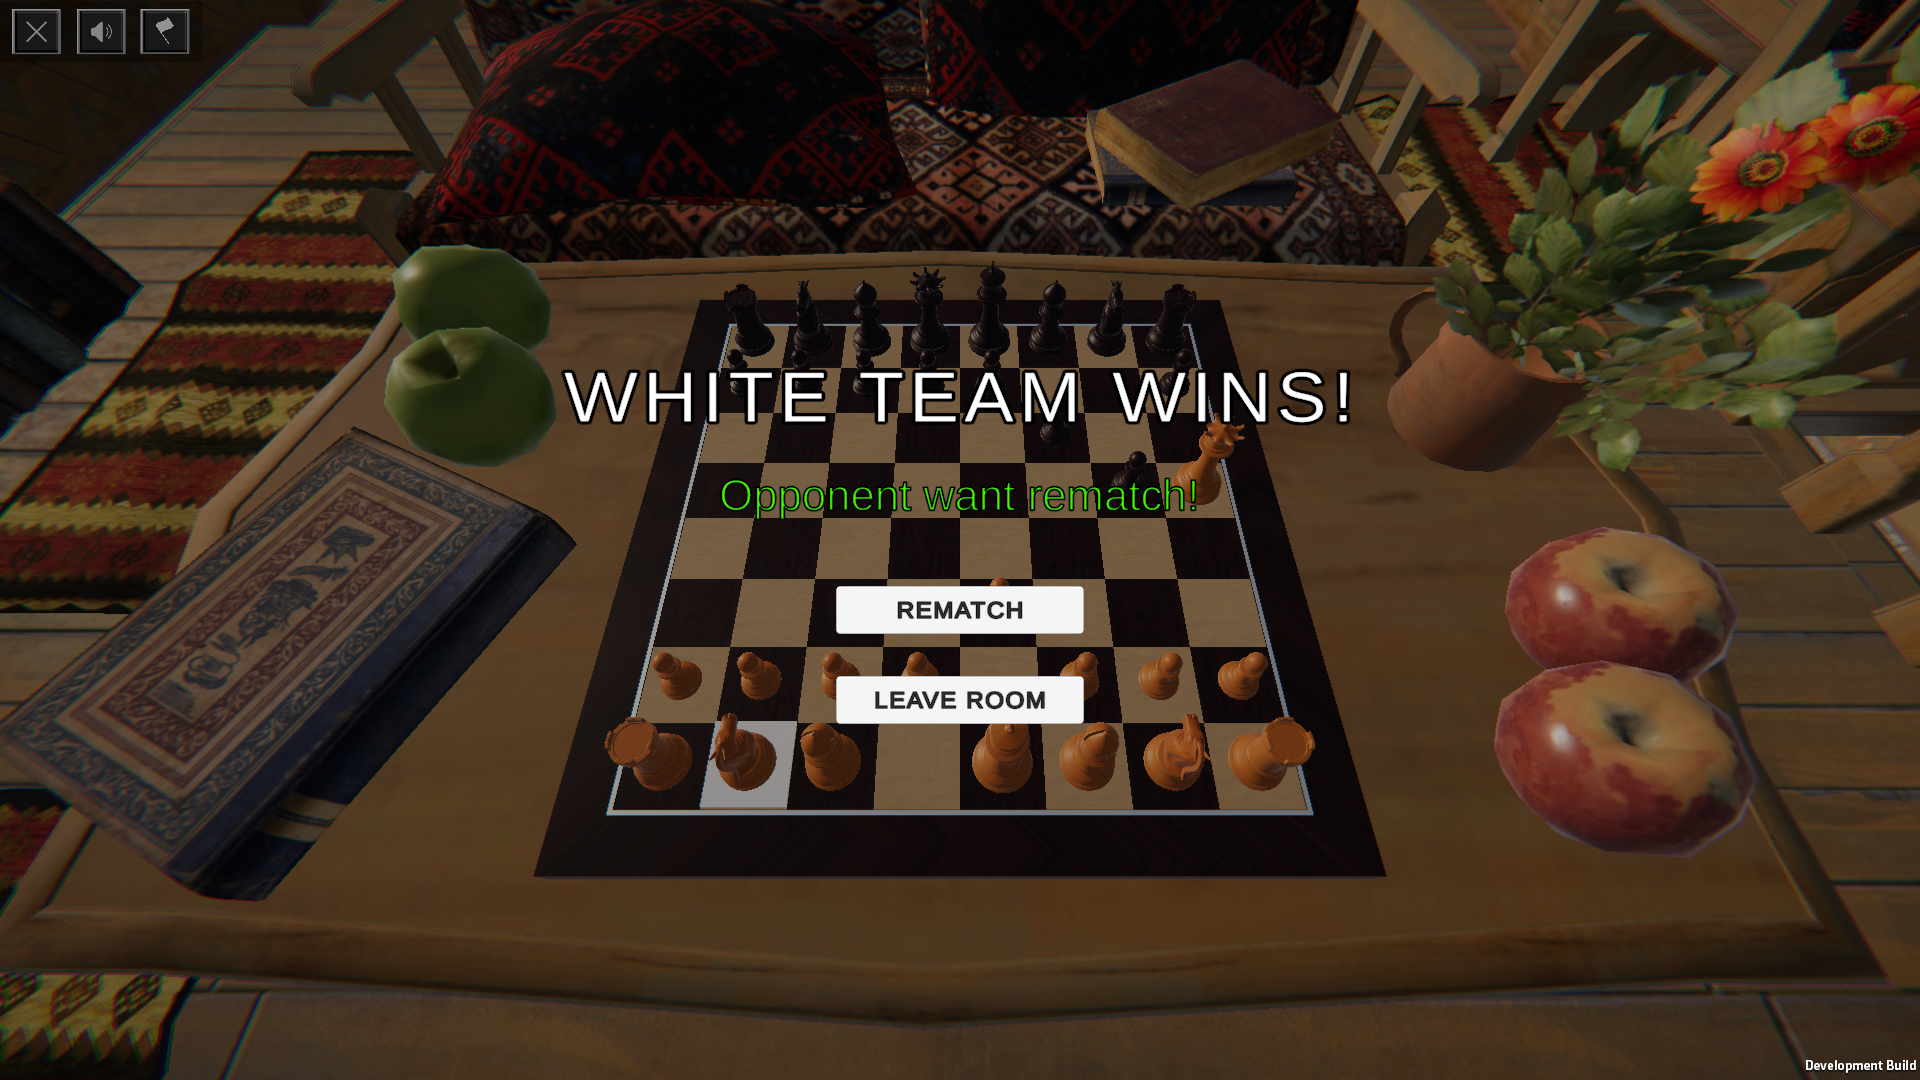 WHITE TEAM WINS!
Opponent want rematch!
REMATCH
LEAVE ROOM
Development Build